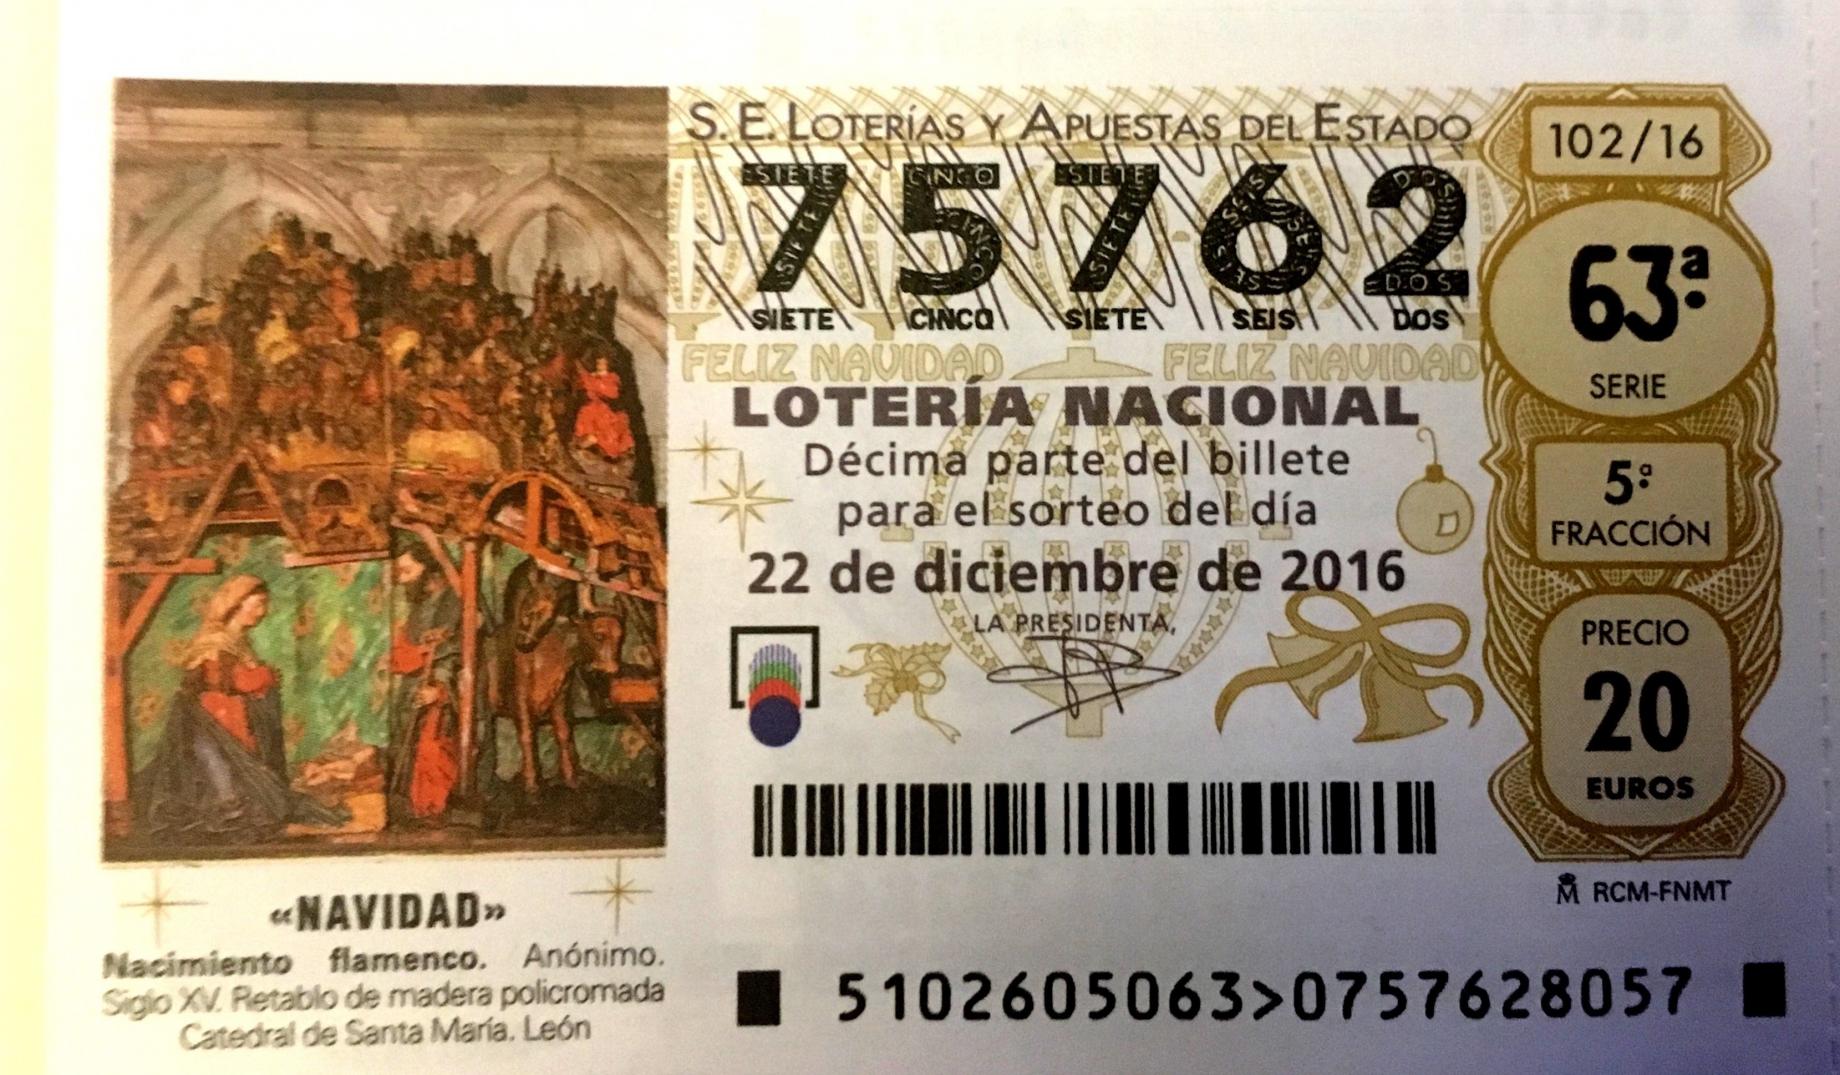 S. E. LOTERÍAS Y APUESTAS DEL ESTADO
75762
SIETE CINCO SIETE SEIS DOS
FELIZ NAVIDAD FELIZ NAVIDAD
LOTERÍA NACIONAL
Décima parte del billete
para el sorteo del día
22 de diciembre de 2016
LA PRESIDENTA,
102/16
63ª
SERIE
5ª
FRACCIÓN
PRECIO
20
EUROS
RCM-FNMT
«NAVIDAD»
Nacimiento flamenco. Anónimo.
Siglo XV. Retablo de madera policromada
Catedral de Santa María. León
5102605063>0757628057